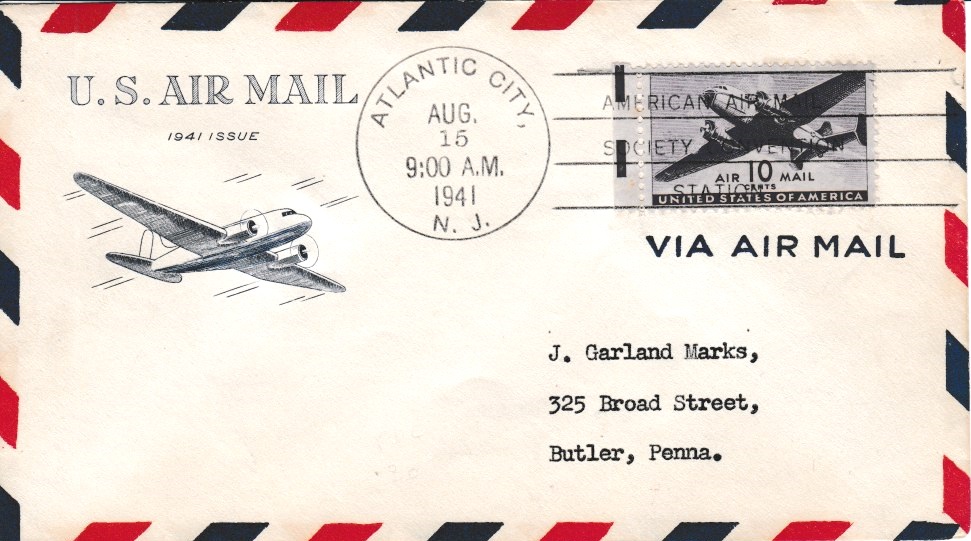 U.S. AIR MAIL
1941 ISSUE
ATLANTIC CITY,
AUG.
15
9:00 A.M.
1941
N. J.
AMERICAN AIR MAIL
SOCIETY CONVENTION
STATION
AIR 10 MAIL
CENTS
UNITED STATES OF AMERICA
VIA AIR MAIL
J. Garland Marks,
325 Broad Street,
Butler, Penna.